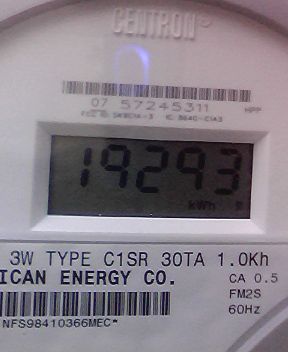 CENTRON
07 57245311
19293
kWh
3W TYPE C1SR 30TA 1.0Kh
ICAN ENERGY CO.
CA 0.5
FM2S
60Hz
NFS98410366MEC*